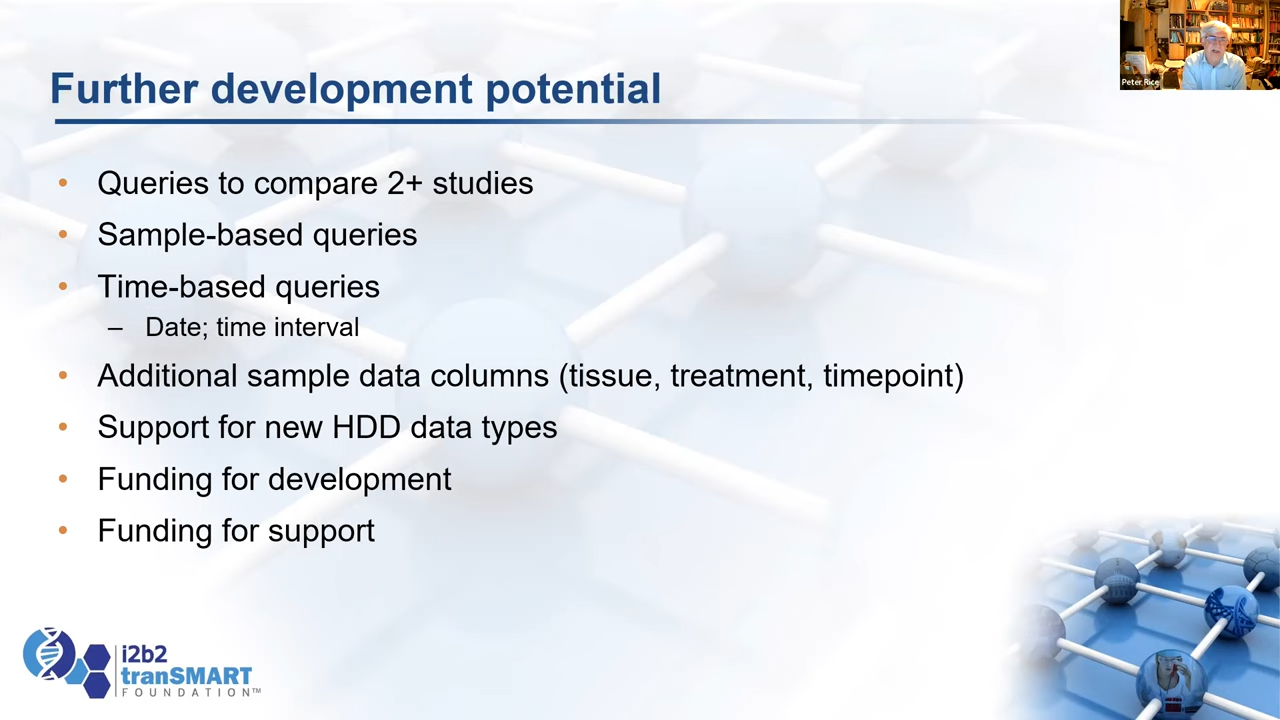 Peter Rice
Further development potential
• Queries to compare 2+ studies
• Sample-based queries
• Time-based queries
– Date; time interval
• Additional sample data columns (tissue, treatment, timepoint)
• Support for new HDD data types
• Funding for development
• Funding for support
i2b2
tranSMART
FOUNDATION™